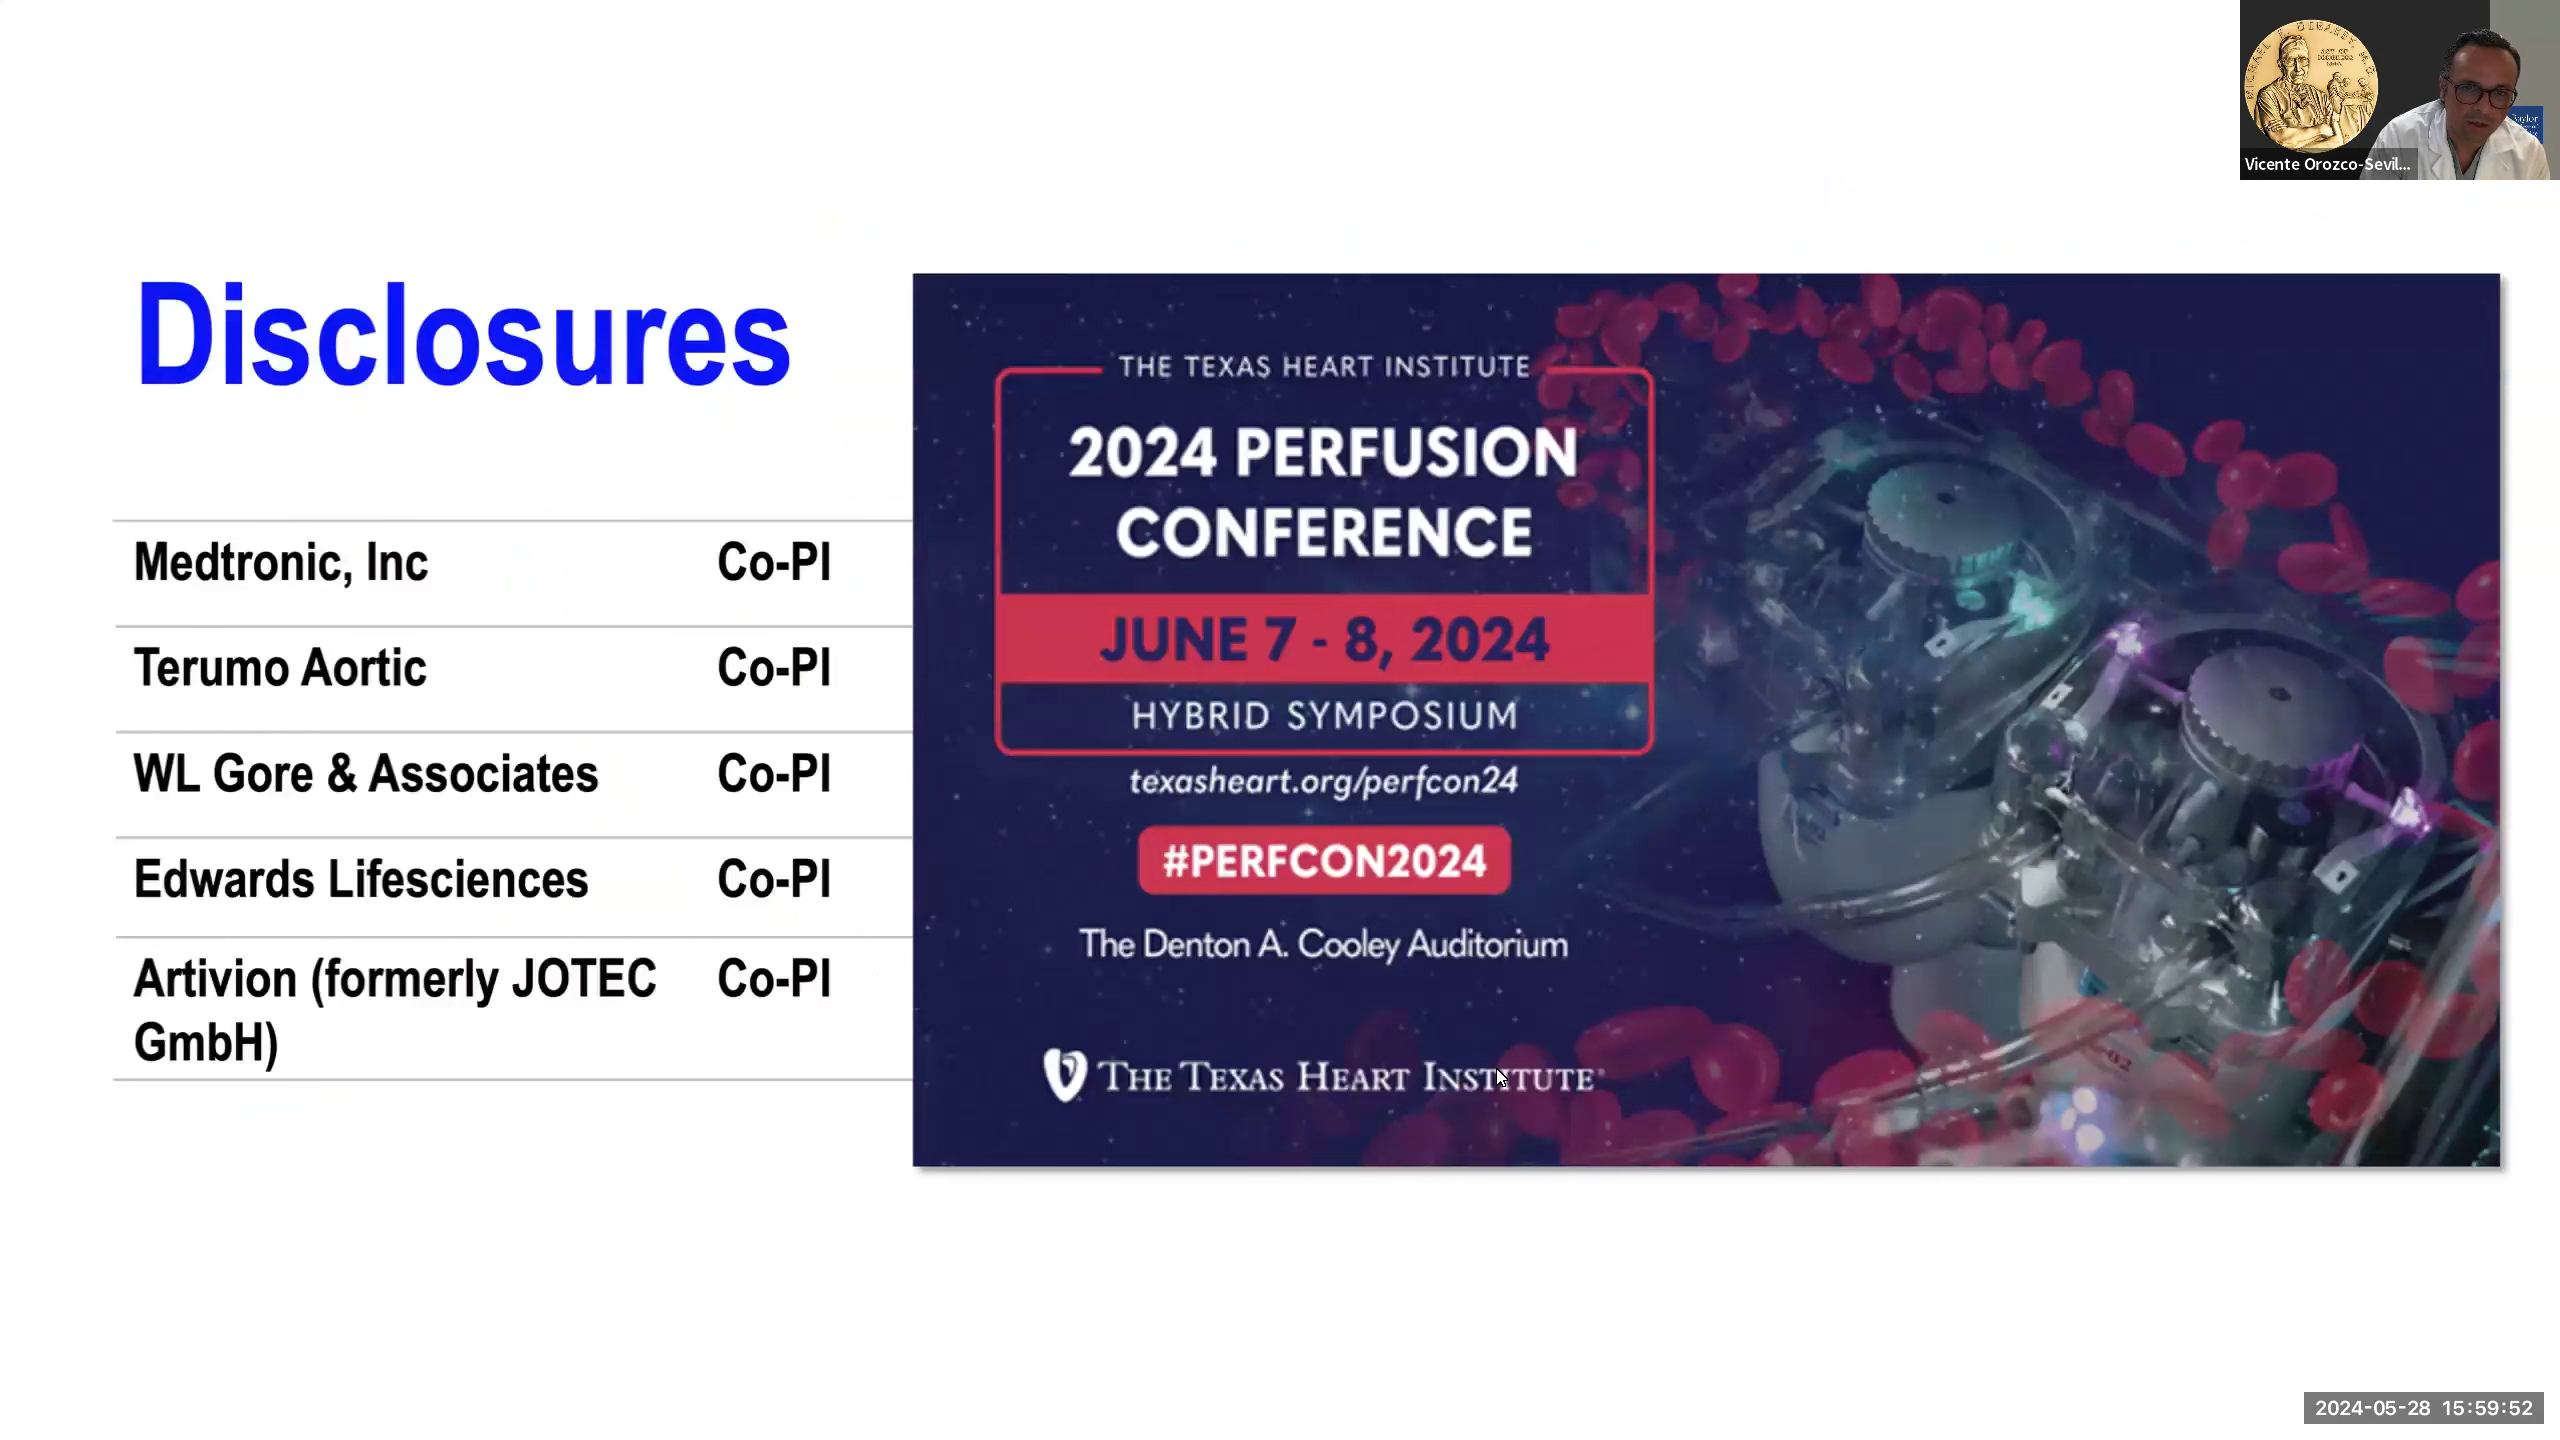 Vicente Orozco-Sevil...
Baylor
Disclosures
Medtronic, Inc Co-PI
Terumo Aortic Co-PI
WL Gore & Associates Co-PI
Edwards Lifesciences Co-PI
Artivion (formerly JOTEC Co-PI
GmbH)
THE TEXAS HEART INSTITUTE
2024 PERFUSION
CONFERENCE
JUNE 7 - 8, 2024
HYBRID SYMPOSIUM
texasheart.org/perfcon24
#PERFCON2024
The Denton A. Cooley Auditorium
THE TEXAS HEART INSTITUTE
2024-05-28 15:59:52